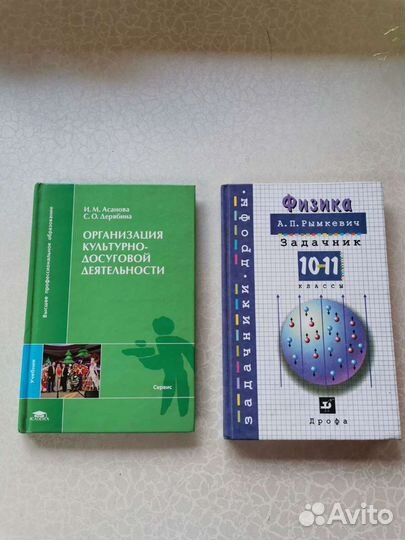 Высшее профессиональное образование
И. М. Асанова
С. О. Дерябина
ОРГАНИЗАЦИЯ
КУЛЬТУРНО-
ДОСУГОВОЙ
ДЕЯТЕЛЬНОСТИ
Учебник
Сервис
ACADEMIA
задачники·дрофы·
Физика
А.П.Рымкевич
Задачник
10-11
классы
Дрофа
Avito